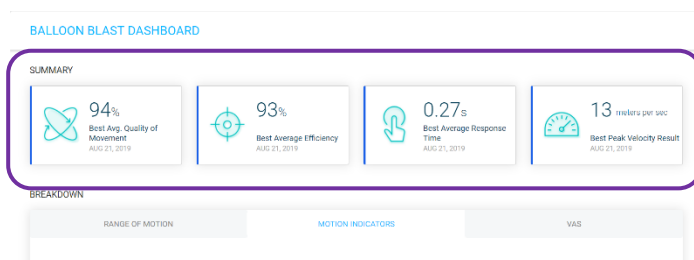 BALLOON BLAST DASHBOARD
SUMMARY
94%
Best Avg. Quality of
Movement
AUG 21, 2019
93%
Best Average Efficiency
AUG 21, 2019
0.27s
Best Average Response
Time
AUG 21, 2019
13 meters per sec
Best Peak Velocity Result
AUG 21, 2019
BREAKDOWN
RANGE OF MOTION
MOTION INDICATORS
VAS